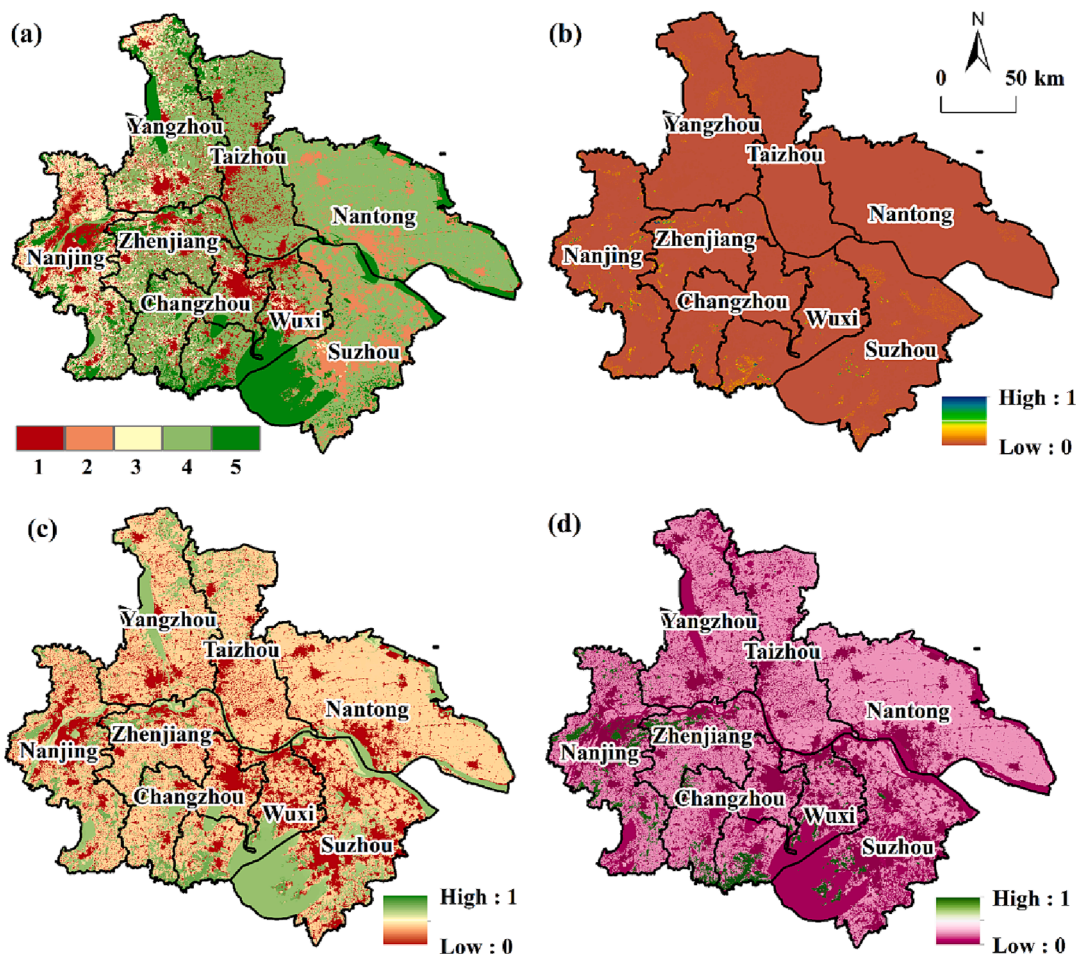 (a)
Yangzhou
Taizhou
Nantong
Zhenjiang
Nanjing
Changzhou
Wuxi
Suzhou
1 2 3 4 5
(b)
N
0 50 km
Yangzhou
Taizhou
Nantong
Zhenjiang
Nanjing
Changzhou
Wuxi
Suzhou
High : 1
Low : 0
(c)
Yangzhou
Taizhou
Nantong
Zhenjiang
Nanjing
Changzhou
Wuxi
Suzhou
High : 1
Low : 0
(d)
Yangzhou
Taizhou
Nantong
Zhenjiang
Nanjing
Changzhou
Wuxi
Suzhou
High : 1
Low : 0